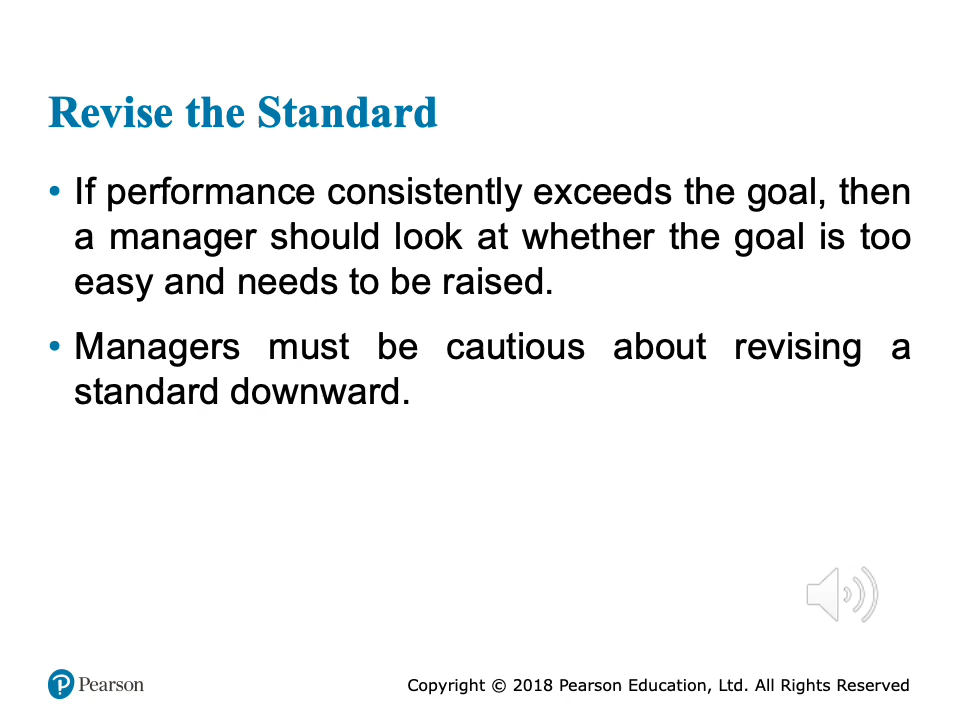 Revise the Standard
• If performance consistently exceeds the goal, then
a manager should look at whether the goal is too
easy and needs to be raised.
• Managers must be cautious about revising a
standard downward.
P Pearson
Copyright © 2018 Pearson Education, Ltd. All Rights Reserved